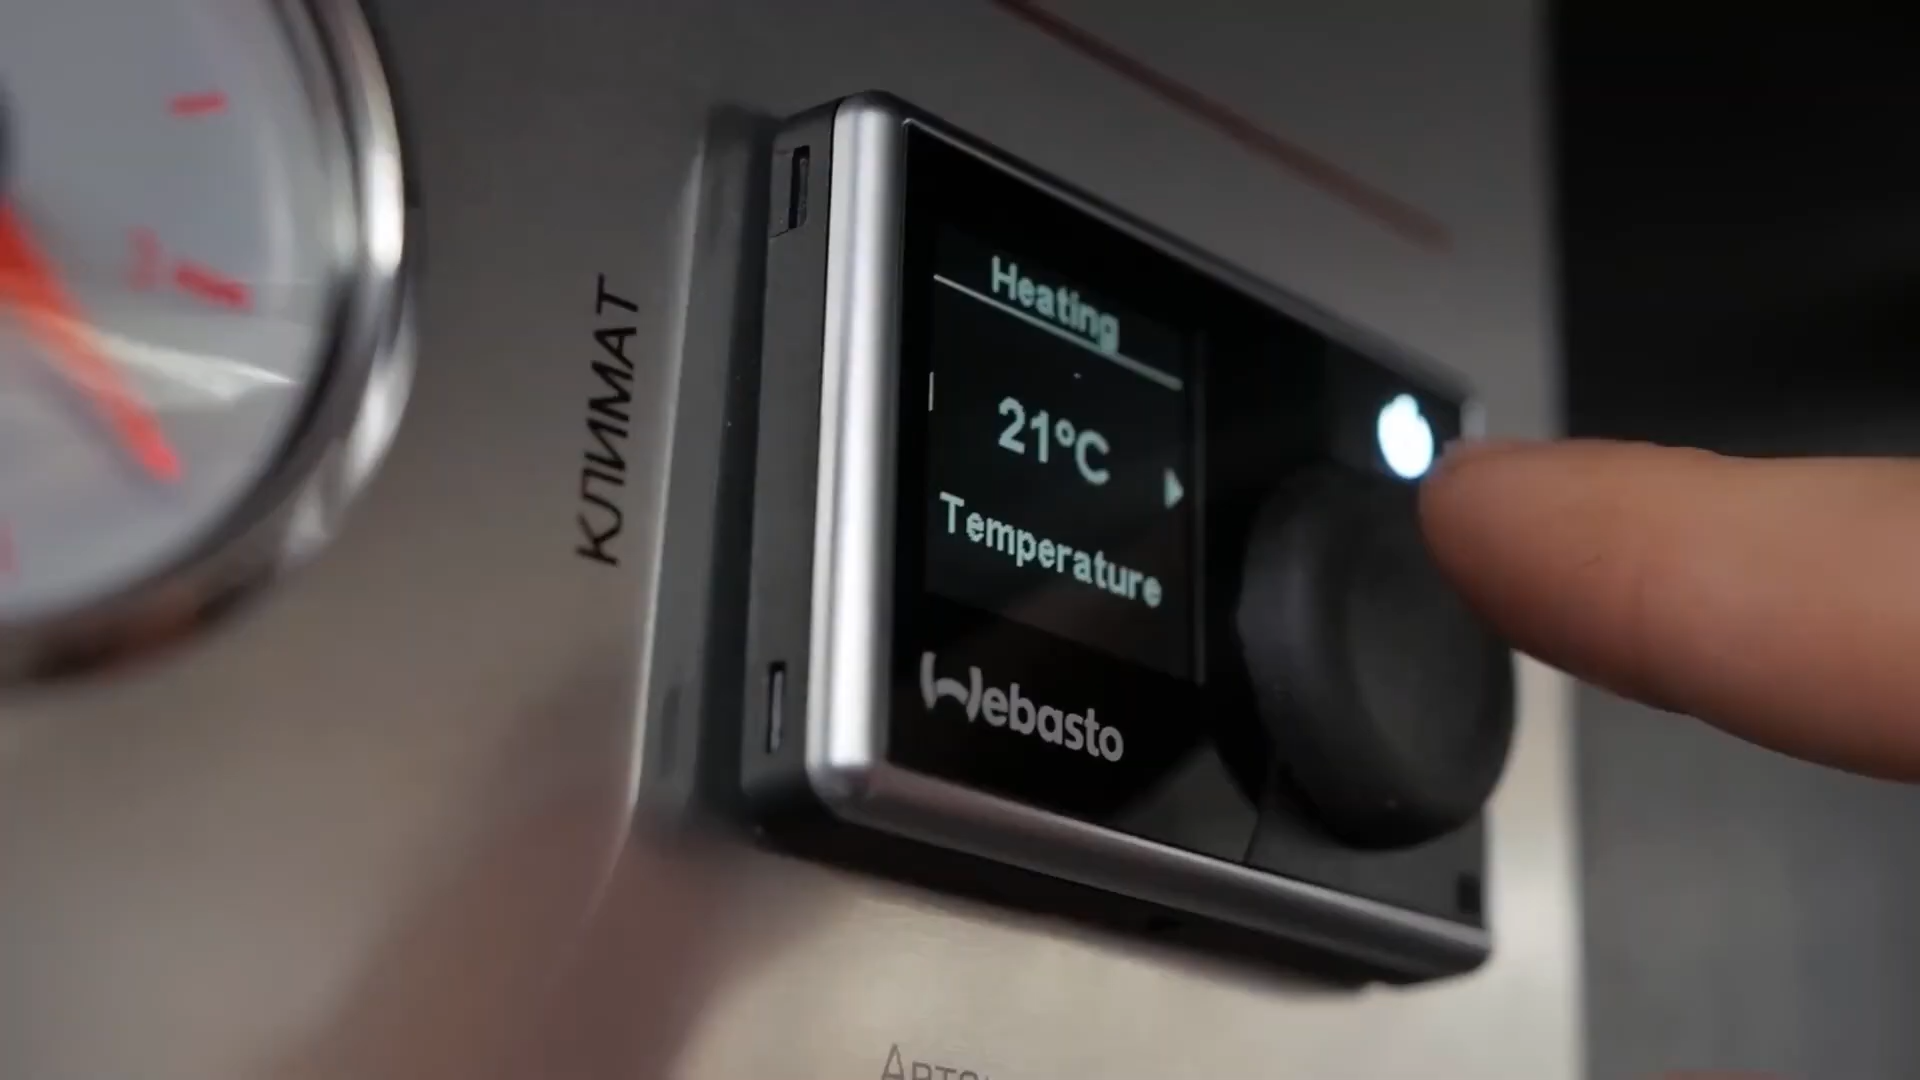 КЛИМАТ
Heating
21°C
Temperature
Webasto